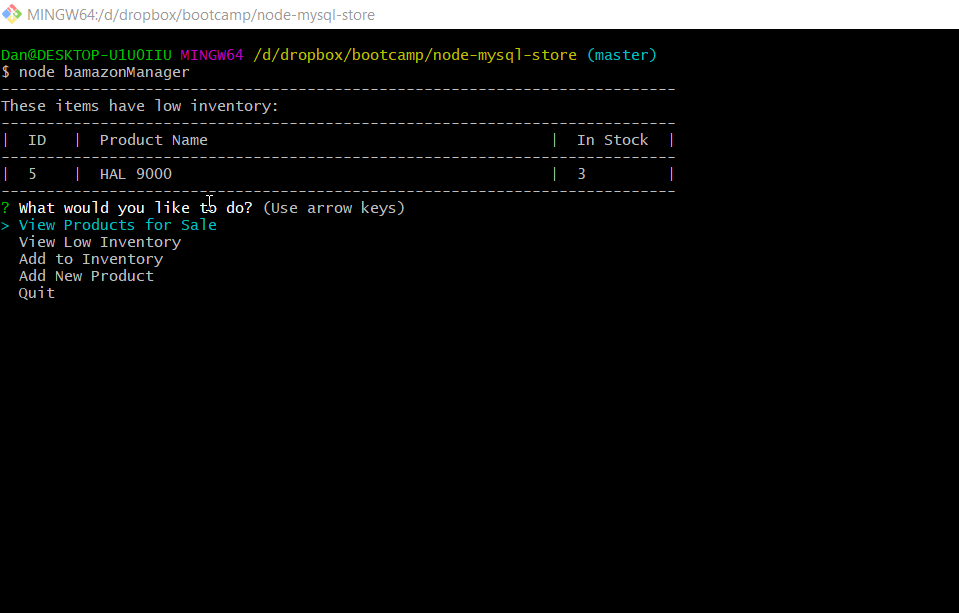 MINGW64:/d/dropbox/bootcamp/node-mysql-store
Dan@DESKTOP-U1U0IIU MINGW64 /d/dropbox/bootcamp/node-mysql-store (master)
$ node bamazonManager
---------------------------------------------------------------------------
These items have low inventory:
---------------------------------------------------------------------------
|  ID   |  Product Name                                      |  In Stock  |
---------------------------------------------------------------------------
|  5    |  HAL 9000                                          |  3         |
---------------------------------------------------------------------------
? What would you like to do? (Use arrow keys)
> View Products for Sale
  View Low Inventory
  Add to Inventory
  Add New Product
  Quit